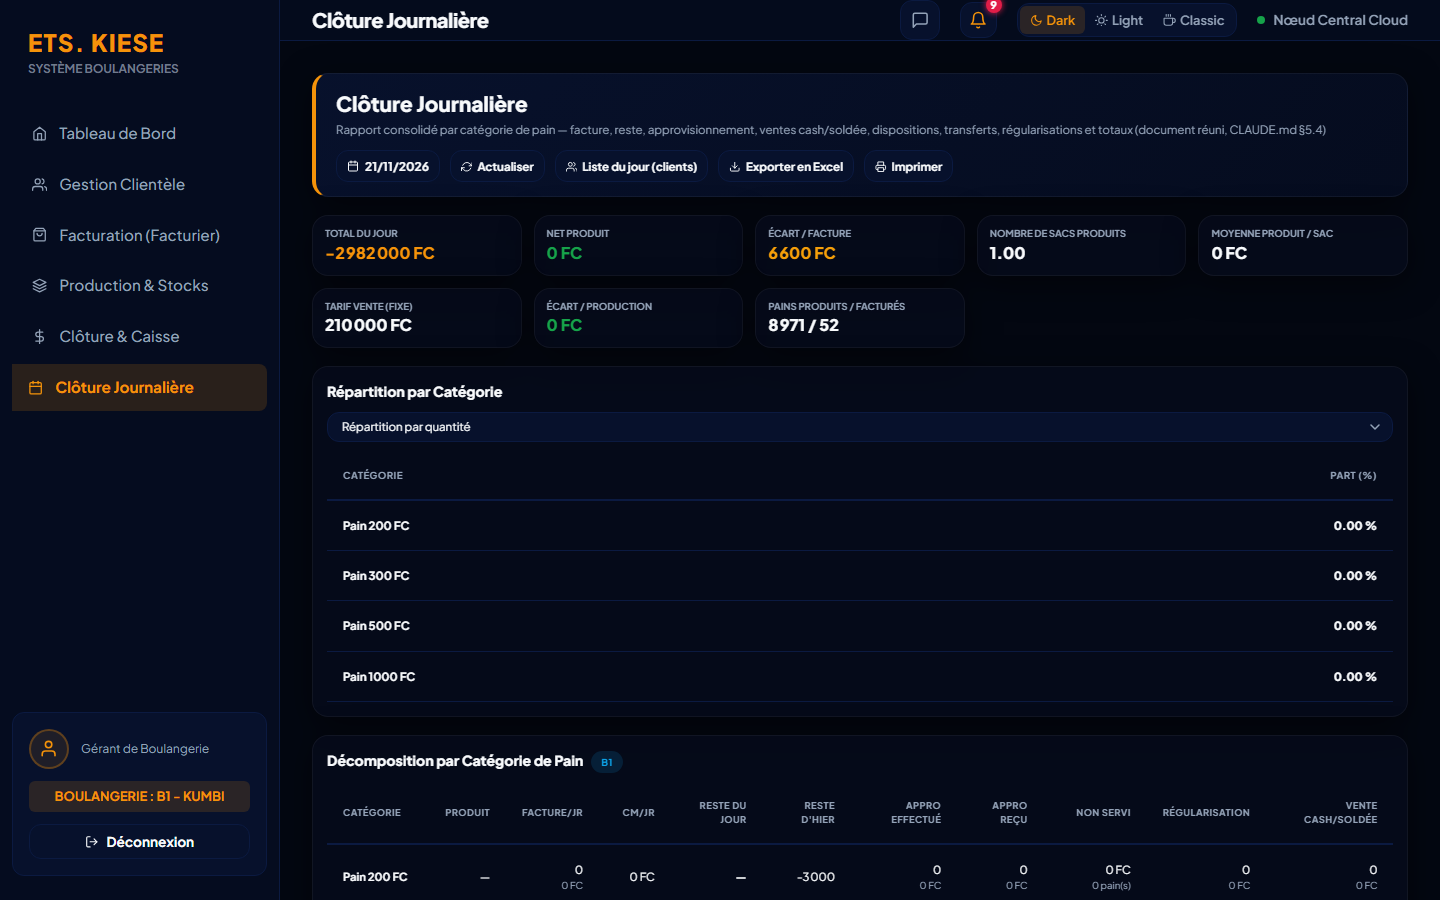 ETS. KIESE
SYSTÈME BOULANGERIES
Tableau de Bord
Gestion Clientèle
Facturation (Facturier)
Production & Stocks
Clôture & Caisse
Clôture Journalière
Gérant de Boulangerie
BOULANGERIE : B1 - KUMBI
Déconnexion
Clôture Journalière
9
Dark
Light
Classic
Nœud Central Cloud
Clôture Journalière
Rapport consolidé par catégorie de pain — facture, reste, approvisionnement, ventes cash/soldée, dispositions, transferts, régularisations et totaux (document réuni, CLAUDE.md §5.4)
21/11/2026
Actualiser
Liste du jour (clients)
Exporter en Excel
Imprimer
TOTAL DU JOUR
-2982000 FC
NET PRODUIT
0 FC
ÉCART / FACTURE
6600 FC
NOMBRE DE SACS PRODUITS
1.00
MOYENNE PRODUIT / SAC
0 FC
TARIF VENTE (FIXE)
210000 FC
ÉCART / PRODUCTION
0 FC
PAINS PRODUITS / FACTURÉS
8971 / 52
Répartition par Catégorie
Répartition par quantité
CATÉGORIE PART (%)
Pain 200 FC 0.00 %
Pain 300 FC 0.00 %
Pain 500 FC 0.00 %
Pain 1000 FC 0.00 %
Décomposition par Catégorie de Pain B1
CATÉGORIE PRODUIT FACTURE/JR CM/JR RESTE DU JOUR RESTE D'HIER APPRO EFFECTUÉ APPRO REÇU NON SERVI RÉGULARISATION VENTE CASH/SOLDÉE
Pain 200 FC — 0 0 FC — -3000 0 0 0 FC 0 0
0 FC 0 FC 0 FC 0 pain(s) 0 FC 0 FC